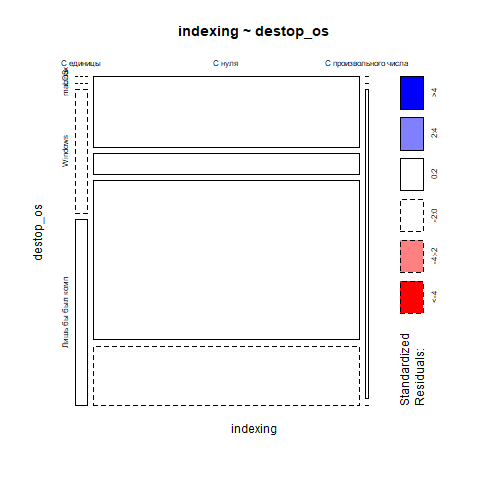 indexing ~ destop_os
С единицы
С нуля
С произвольного числа
Windows
Лишь бы был комп
destop_os
indexing
>4
2:4
0:2
-2:0
-4:-2
<-4
Standardized
Residuals: